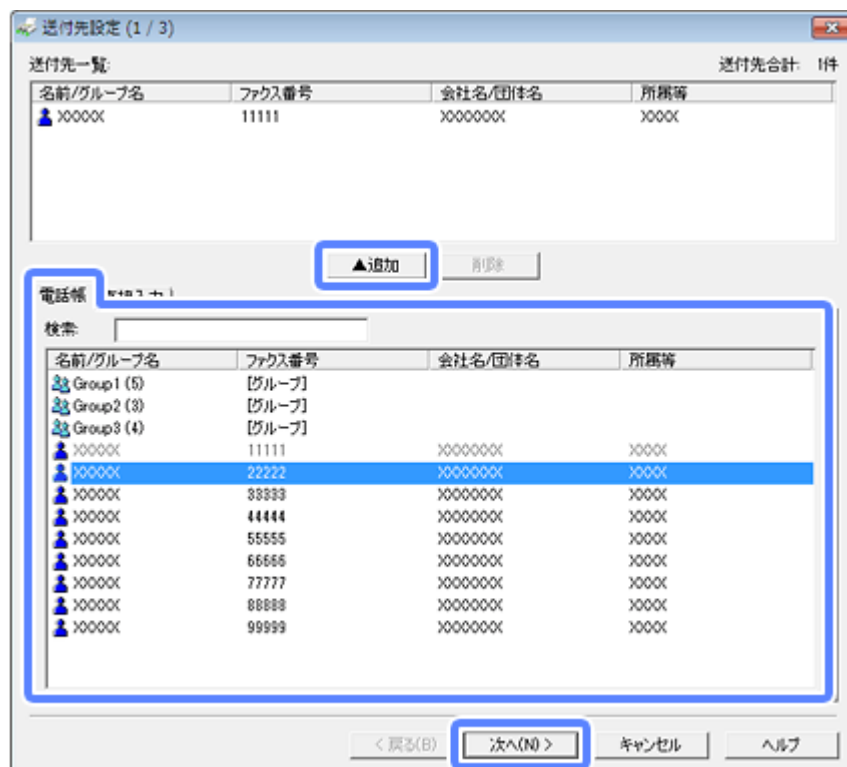 送付先設定 (1 / 3)
送付先一覧: 送付先合計: 1件
名前/グループ名 ファクス番号 会社名/団体名 所属等
XXXXX 11111 XXXXXXX XXXX
▲追加 削除
電話帳
検索:
名前/グループ名 ファクス番号 会社名/団体名 所属等
Group1 (5) [グループ]
Group2 (3) [グループ]
Group3 (4) [グループ]
XXXXX 11111 XXXXXXX XXXX
XXXXX 22222 XXXXXXX XXXX
XXXXX 33333 XXXXXXX XXXX
XXXXX 44444 XXXXXXX XXXX
XXXXX 55555 XXXXXXX XXXX
XXXXX 66666 XXXXXXX XXXX
XXXXX 77777 XXXXXXX XXXX
XXXXX 88888 XXXXXXX XXXX
XXXXX 99999 XXXXXXX XXXX
< 戻る(B) 次へ(N) > キャンセル ヘルプ